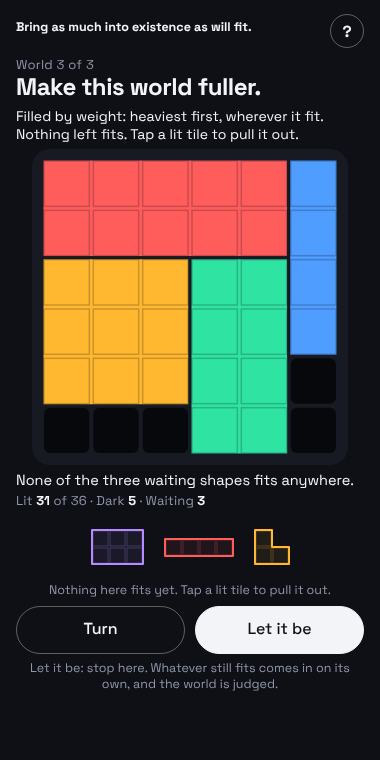 Bring as much into existence as will fit.
?
World 3 of 3
Make this world fuller.
Filled by weight: heaviest first, wherever it fit.
Nothing left fits. Tap a lit tile to pull it out.
None of the three waiting shapes fits anywhere.
Lit 31 of 36 · Dark 5 · Waiting 3
Nothing here fits yet. Tap a lit tile to pull it out.
Turn
Let it be
Let it be: stop here. Whatever still fits comes in on its
own, and the world is judged.